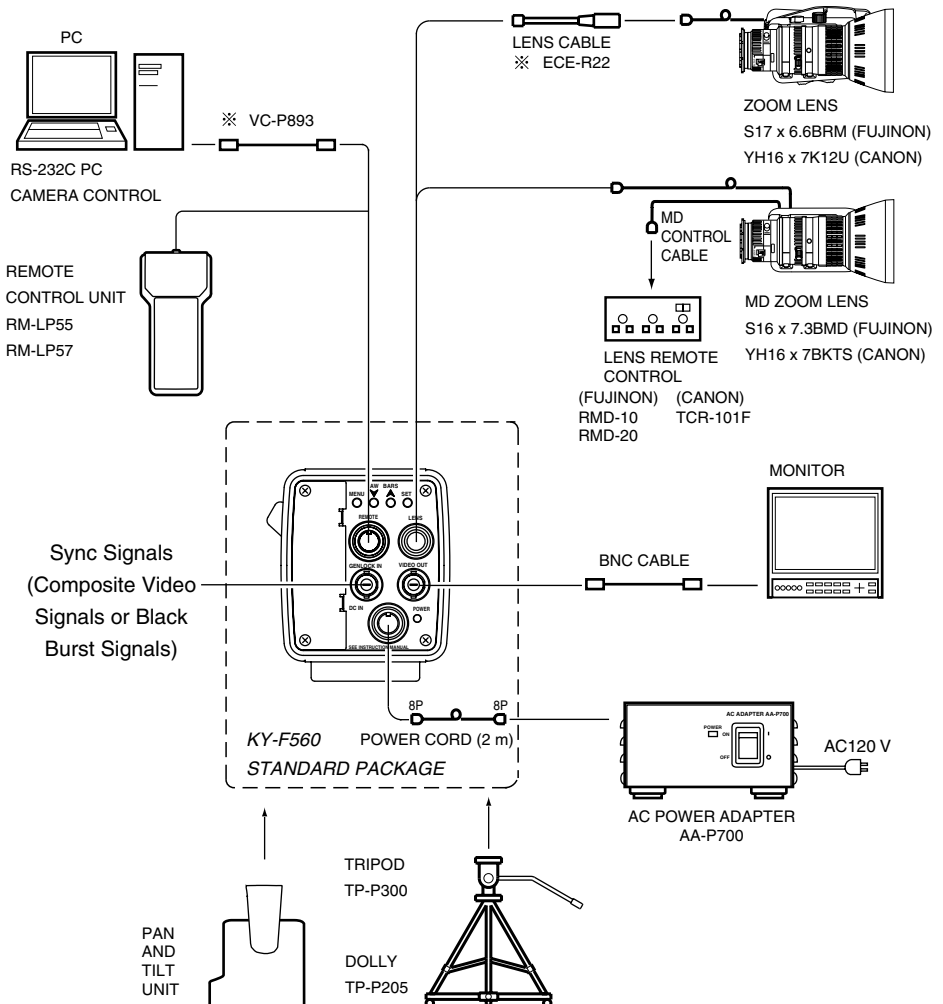 PC
※ VC-P893
RS-232C PC
CAMERA CONTROL
REMOTE
CONTROL UNIT
RM-LP55
RM-LP57
LENS CABLE
※ ECE-R22
ZOOM LENS
S17 x 6.6BRM (FUJINON)
YH16 x 7K12U (CANON)
MD
CONTROL
CABLE
MD ZOOM LENS
S16 x 7.3BMD (FUJINON)
YH16 x 7BKTS (CANON)
LENS REMOTE
CONTROL
(FUJINON) (CANON)
RMD-10 TCR-101F
RMD-20
MENU AW BARS SET
REMOTE LENS
GENLOCK IN VIDEO OUT
DC IN POWER
SEE INSTRUCTION MANUAL
Sync Signals
(Composite Video
Signals or Black
Burst Signals)
MONITOR
BNC CABLE
8P 8P
KY-F560 POWER CORD (2 m)
STANDARD PACKAGE
AC ADAPTER AA-P700
POWER ON I
OFF O
AC120 V
AC POWER ADAPTER
AA-P700
TRIPOD
TP-P300
PAN
AND
TILT
UNIT
DOLLY
TP-P205